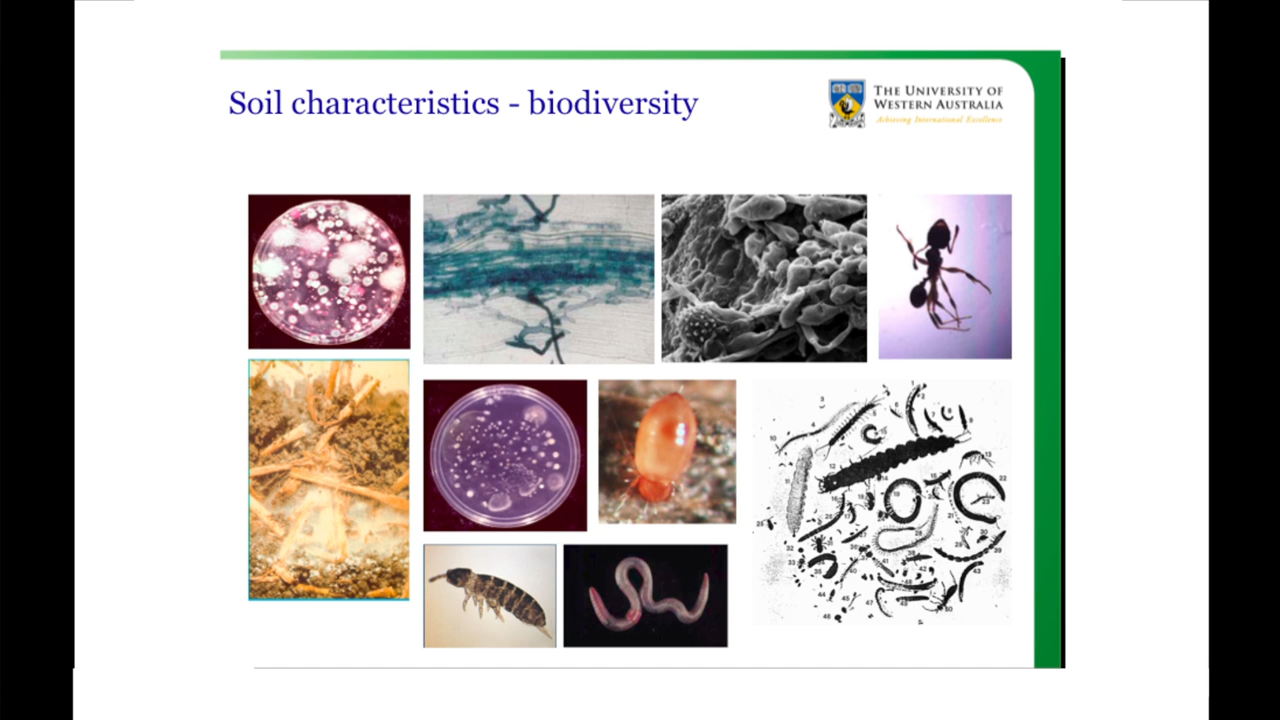 Soil characteristics - biodiversity
THE UNIVERSITY OF
WESTERN AUSTRALIA
Achieving International Excellence